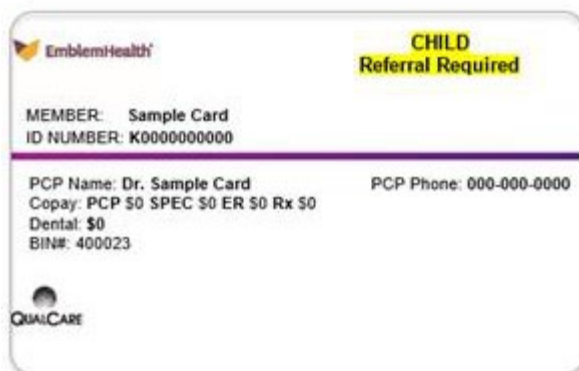 EmblemHealth
CHILD
Referral Required
MEMBER: Sample Card
ID NUMBER: K0000000000
PCP Name: Dr. Sample Card PCP Phone: 000-000-0000
Copay: PCP $0 SPEC $0 ER $0 Rx $0
Dental: $0
BIN#: 400023
QUALCARE